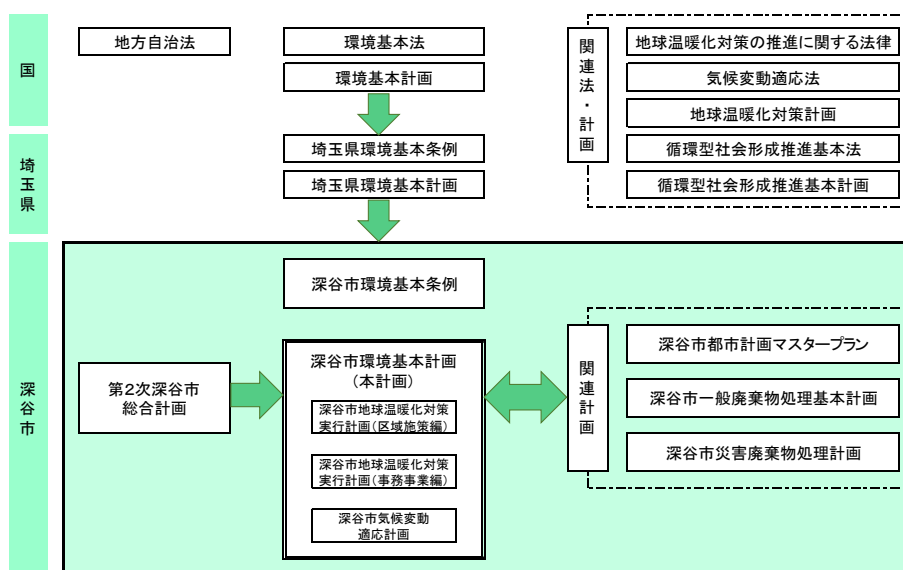 国
地方自治法
環境基本法
環境基本計画
関連法・計画
地球温暖化対策の推進に関する法律
気候変動適応法
地球温暖化対策計画
循環型社会形成推進基本法
循環型社会形成推進基本計画
埼玉県
埼玉県環境基本条例
埼玉県環境基本計画
深谷市
深谷市環境基本条例
第2次深谷市
総合計画
深谷市環境基本計画
(本計画)
深谷市地球温暖化対策
実行計画(区域施策編)
深谷市地球温暖化対策
実行計画(事務事業編)
深谷市気候変動
適応計画
関連計画
深谷市都市計画マスタープラン
深谷市一般廃棄物処理基本計画
深谷市災害廃棄物処理計画